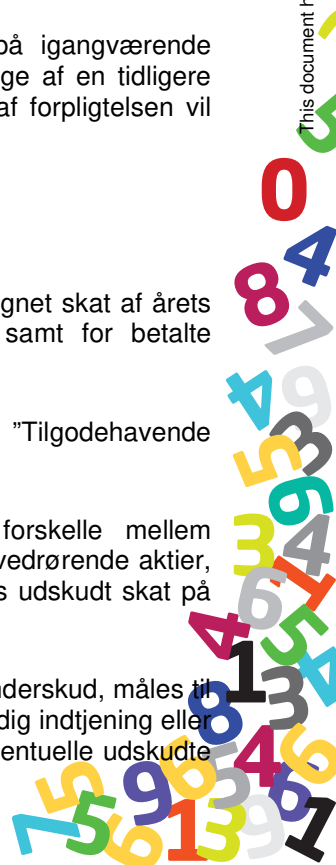 på igangværende
ge af en tidligere
af forpligtelsen vil
gnet skat af årets
samt for betalte
”Tilgodehavende
forskelle mellem
vedrørende aktier,
s udskudt skat på
nderskud, måles til
dig indtjening eller
entuelle udskudte
This document h